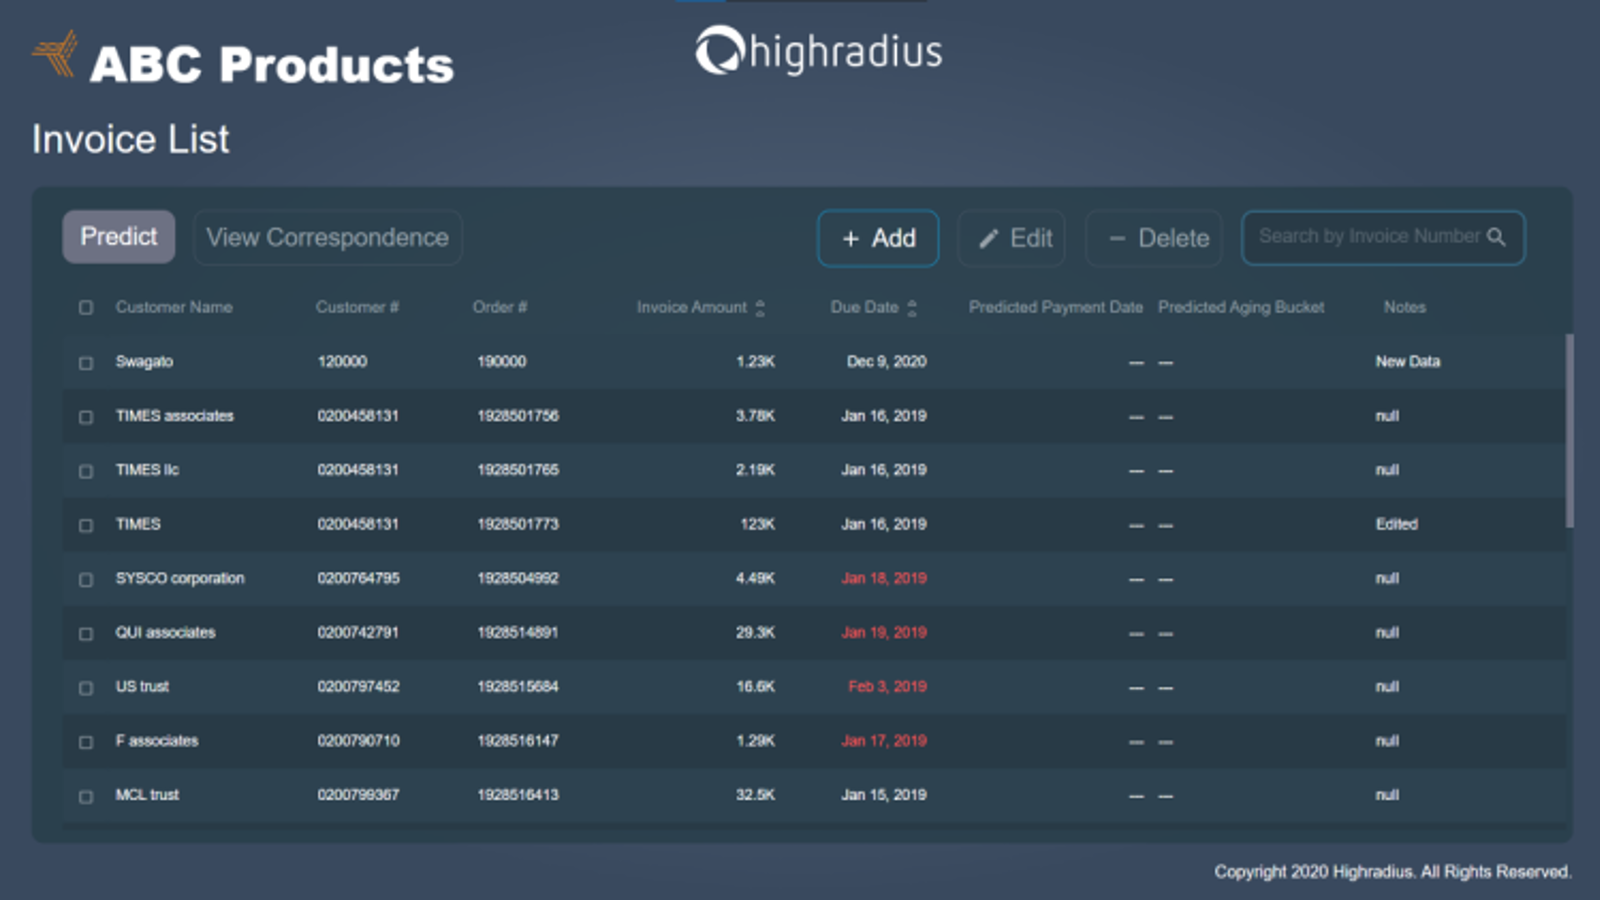 ABC Products
highradius
Invoice List
Predict View Correspondence + Add Edit − Delete Search by Invoice Number
Customer Name Customer # Order # Invoice Amount Due Date Predicted Payment Date Predicted Aging Bucket Notes
Swagato 120000 190000 1.23K Dec 9, 2020 — — New Data
TIMES associates 0200458131 1928501756 3.78K Jan 16, 2019 — — null
TIMES llc 0200458131 1928501765 2.19K Jan 16, 2019 — — null
TIMES 0200458131 1928501773 123K Jan 16, 2019 — — Edited
SYSCO corporation 0200764795 1928504992 4.49K Jan 18, 2019 — — null
QUI associates 0200742791 1928514891 29.3K Jan 19, 2019 — — null
US trust 0200797452 1928515684 16.6K Feb 3, 2019 — — null
F associates 0200790710 1928516147 1.29K Jan 17, 2019 — — null
MCL trust 0200799367 1928516413 32.5K Jan 15, 2019 — — null
Copyright 2020 Highradius. All Rights Reserved.